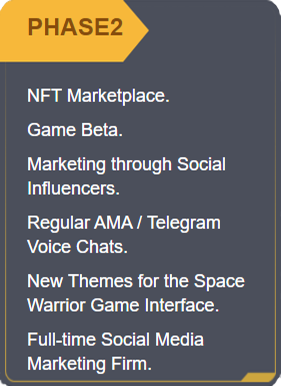 PHASE2
NFT Marketplace.
Game Beta.
Marketing through Social
Influencers.
Regular AMA / Telegram
Voice Chats.
New Themes for the Space
Warrior Game Interface.
Full-time Social Media
Marketing Firm.